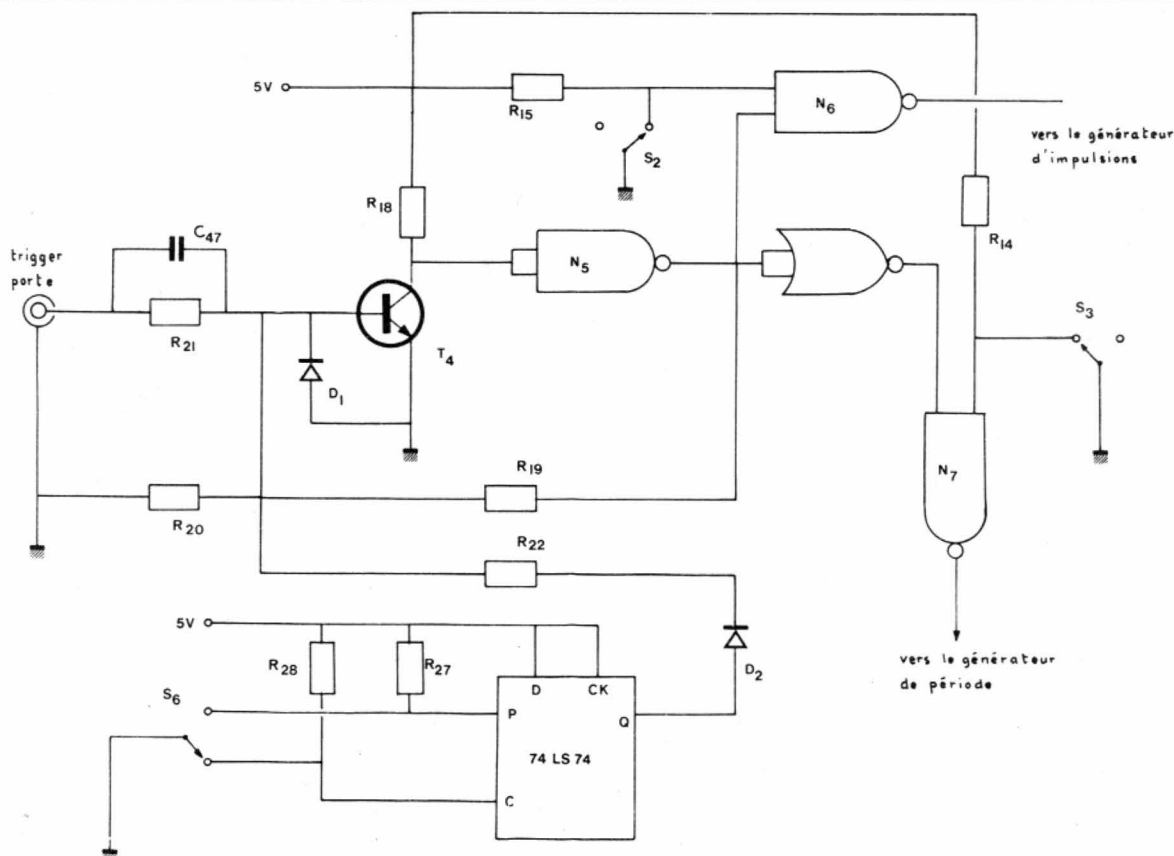 5V
R15
S2
N6
vers le générateur
d'impulsions
R18
R14
C47
trigger
porte
R21
N5
T4
D1
S3
R19
N7
R20
R22
5V
R28
R27
D2
vers le générateur
de période
S6
D
CK
P
Q
74 LS 74
C